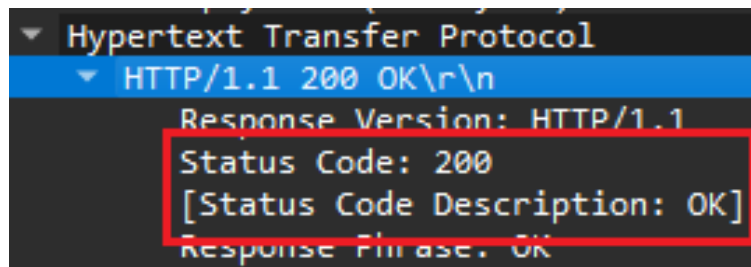 Hypertext Transfer Protocol
HTTP/1.1 200 OK\r\n
Response Version: HTTP/1.1
Status Code: 200
[Status Code Description: OK]
Response Phrase: OK